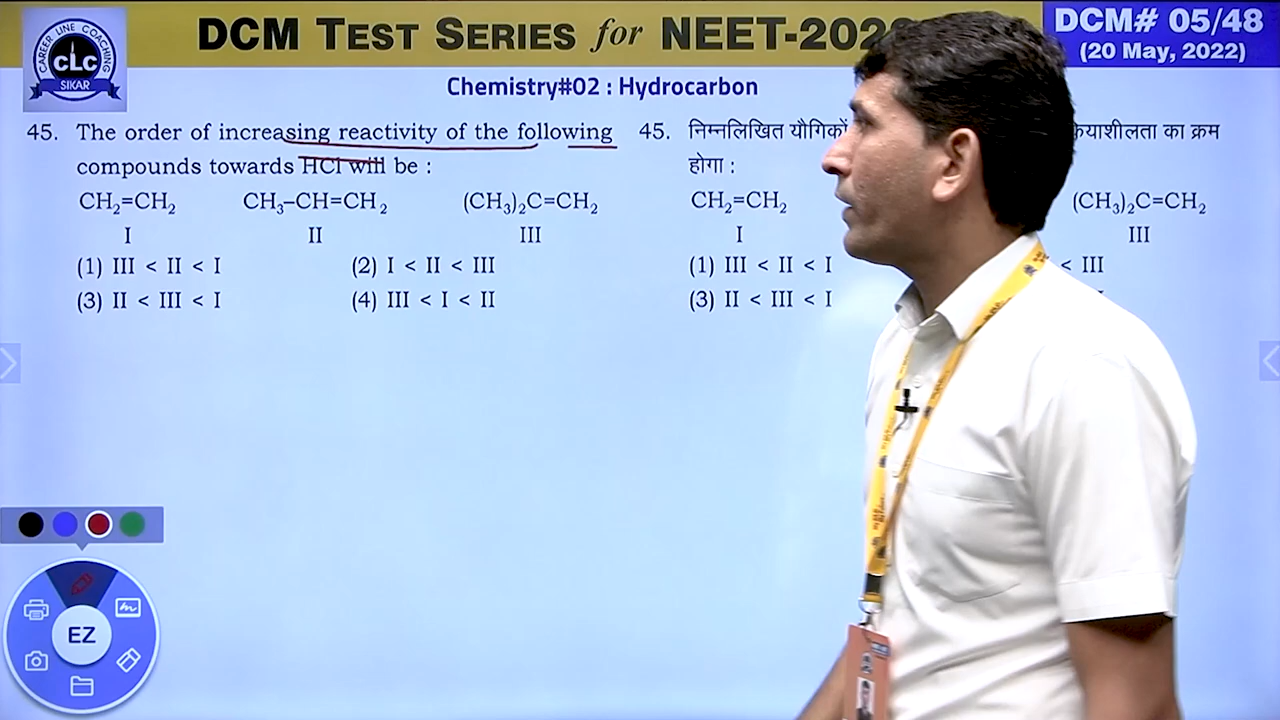 CAREER LINE COACHING
CLC
SIKAR
DCM TEST SERIES for NEET-202
DCM# 05/48
(20 May, 2022)
Chemistry#02 : Hydrocarbon
45. The order of increasing reactivity of the following
compounds towards HCl will be :
CH₂=CH₂ CH₃–CH=CH₂ (CH₃)₂C=CH₂
I II III
(1) III < II < I (2) I < II < III
(3) II < III < I (4) III < I < II
45. निम्नलिखित यौगिकों कियाशीलता का क्रम
होगा :
CH₂=CH₂ (CH₃)₂C=CH₂
I III
(1) III < II < I < III
(3) II < III < I
EZ